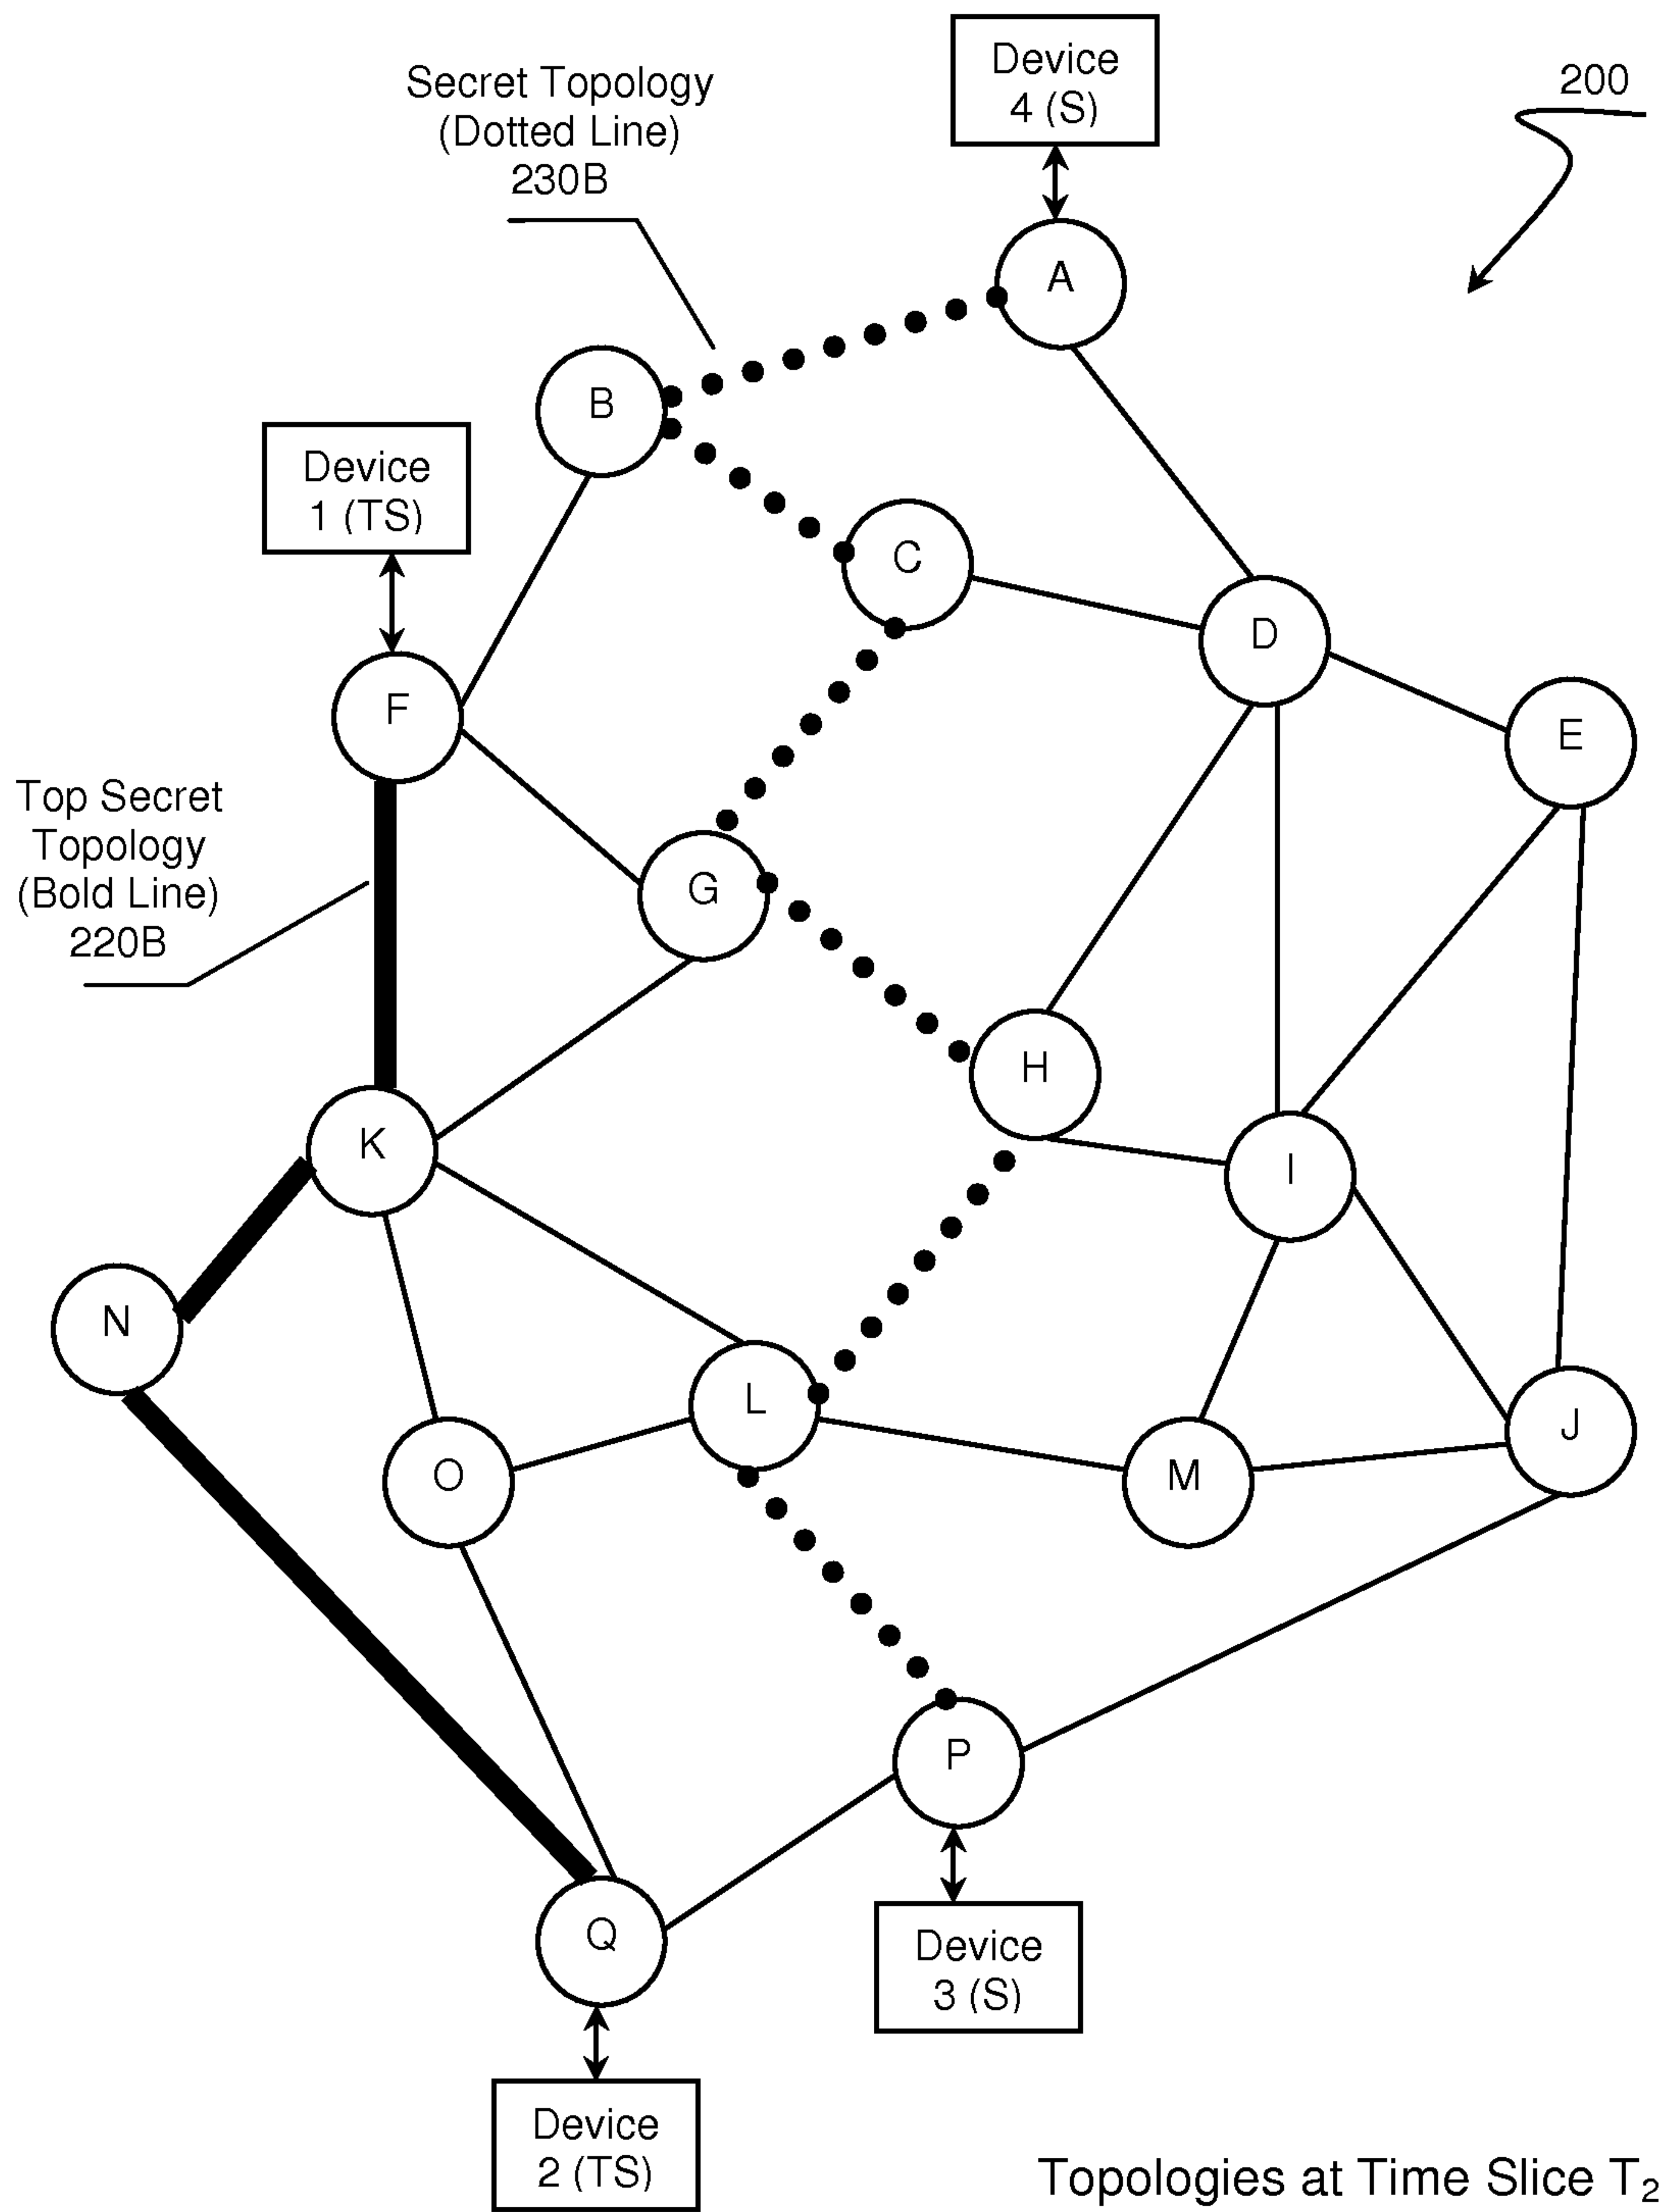 Device
4 (S)
200
Secret Topology
(Dotted Line)
230B
A
B
Device
1 (TS)
C
D
F
E
Top Secret
Topology
(Bold Line)
220B
G
H
K
I
N
L
J
O
M
P
Q
Device
3 (S)
Device
2 (TS)
Topologies at Time Slice T₂